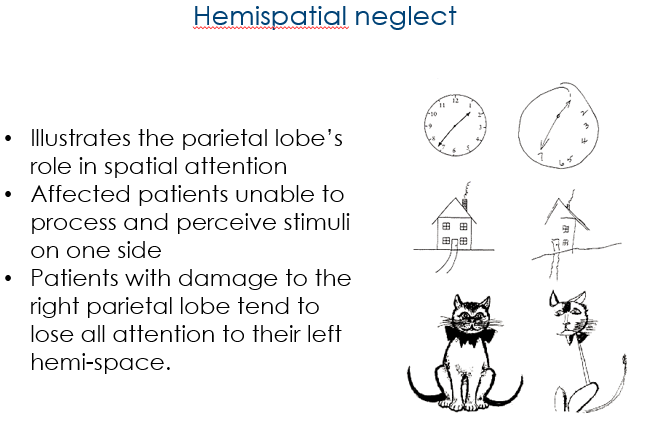 Hemispatial neglect
• Illustrates the parietal lobe's
role in spatial attention
• Affected patients unable to
process and perceive stimuli
on one side
• Patients with damage to the
right parietal lobe tend to
lose all attention to their left
hemi-space.
11 12 1
10 2
9 3
8 4
7 6 5
2
3
4
7 6 5